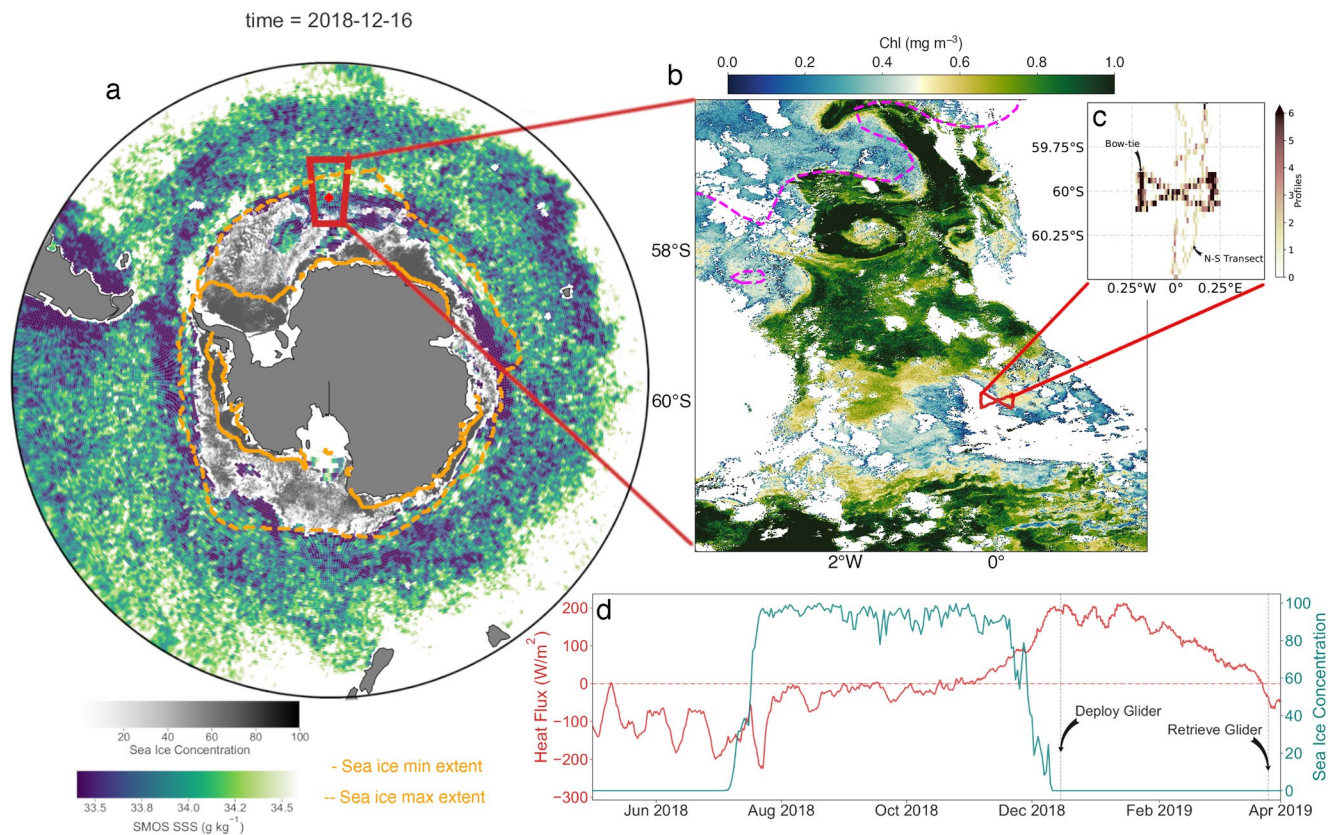 time = 2018-12-16
a
20 40 60 80 100
Sea Ice Concentration
33.5 33.8 34.0 34.2 34.5
SMOS SSS (g kg⁻¹)
- Sea ice min extent
-- Sea ice max extent
b
Chl (mg m⁻³)
0.0 0.2 0.4 0.6 0.8 1.0
58°S
60°S
2°W 0°
c
Bow-tie
59.75°S
60°S
60.25°S
N-S Transect
0.25°W 0° 0.25°E
6
5
4
3
2
1
0
Profiles
d
Heat Flux (W/m²)
200
100
0
−100
−200
−300
Deploy Glider
Retrieve Glider
100
80
60
40
20
0
Sea Ice Concentration
Jun 2018 Aug 2018 Oct 2018 Dec 2018 Feb 2019 Apr 2019